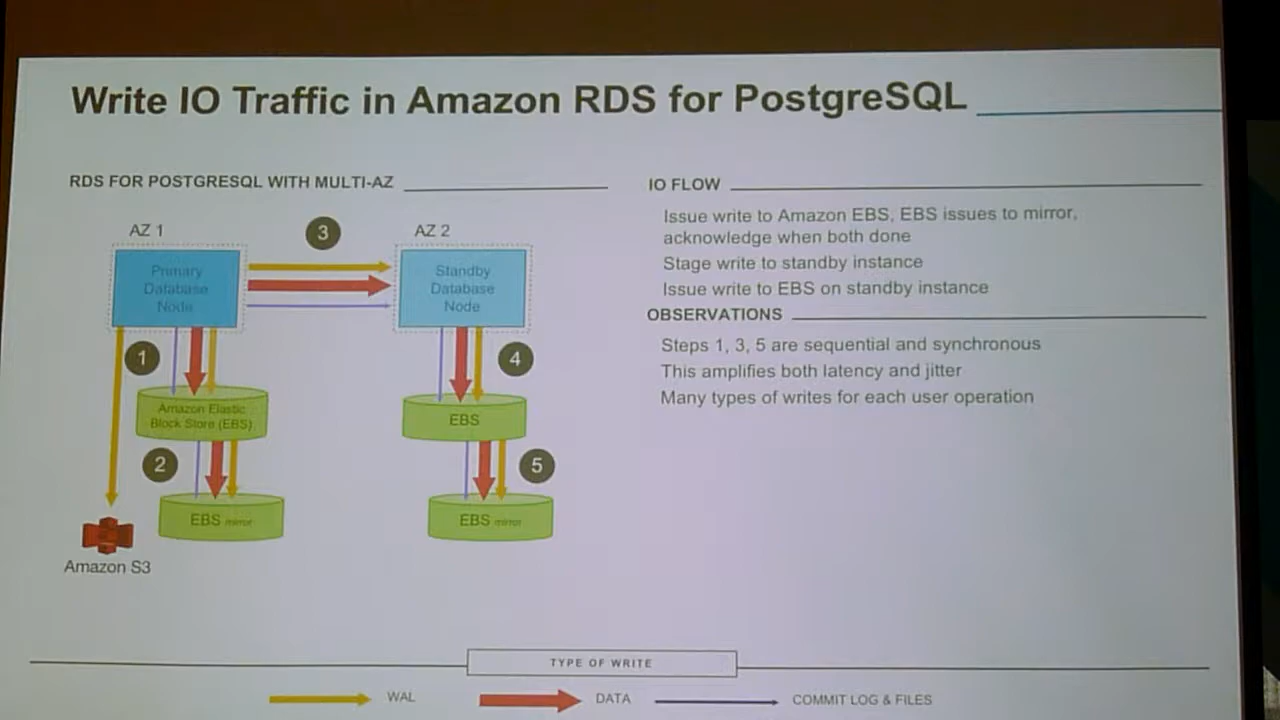 Write IO Traffic in Amazon RDS for PostgreSQL
RDS FOR POSTGRESQL WITH MULTI-AZ
AZ 1
3
AZ 2
Primary
Database
Node
Standby
Database
Node
1
4
Amazon Elastic
Block Store (EBS)
EBS
2
5
EBS mirror
EBS mirror
Amazon S3
IO FLOW
Issue write to Amazon EBS, EBS issues to mirror,
acknowledge when both done
Stage write to standby instance
Issue write to EBS on standby instance
OBSERVATIONS
Steps 1, 3, 5 are sequential and synchronous
This amplifies both latency and jitter
Many types of writes for each user operation
TYPE OF WRITE
WAL
DATA
COMMIT LOG & FILES